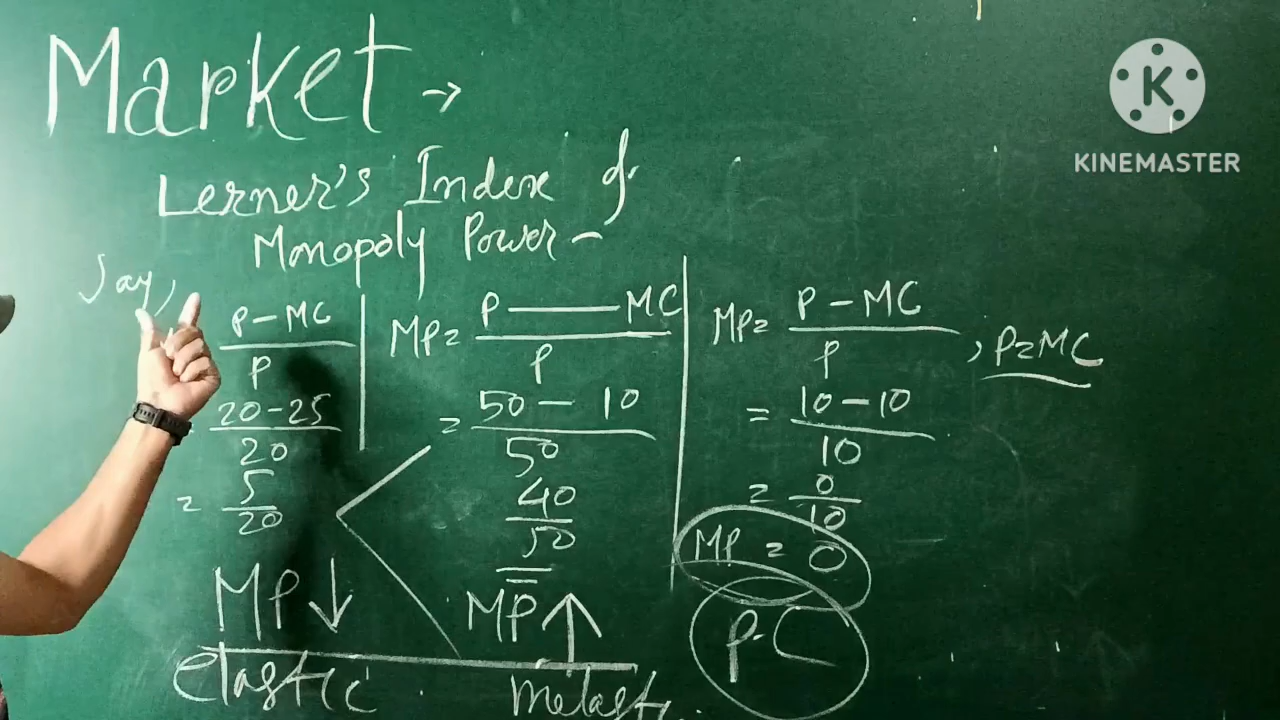 Market →
Lerner's Index of
Monopoly Power –
Say,
P – MC
P
20 - 25
20
= 5
20
MP ↓
elastic
MP = P — MC
P
= 50 – 10
50
40
50
MP ↑
MP = P – MC
P
, P = MC
= 10 – 10
10
= 0
10
MP = 0
P.C
K
KINEMASTER